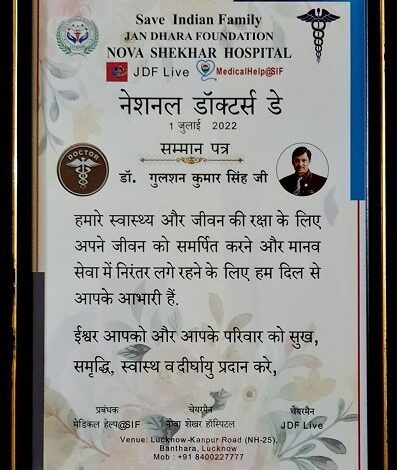 Save Indian Family
JAN DHARA FOUNDATION
NOVA SHEKHAR HOSPITAL
JDF Live MedicalHelp@SIF
नेशनल डॉक्टर्स डे
1 जुलाई 2022
सम्मान पत्र
DOCTOR
डॉ. गुलशन कुमार सिंह जी
हमारे स्वास्थ्य और जीवन की रक्षा के लिए
अपने जीवन को समर्पित करने और मानव
सेवा में निरंतर लगे रहने के लिए हम दिल से
आपके आभारी हैं.
ईश्वर आपको और आपके परिवार को सुख,
समृद्धि, स्वास्थ व दीर्घायु प्रदान करे,
प्रबंधक चेयरमैन चेयरमैन
मेडिकल हेल्प@SIF नोवा शेखर हॉस्पिटल JDF Live
Venue: Lucknow-Kanpur Road (NH-25),
Banthara, Lucknow
Mob : +91 8400227777